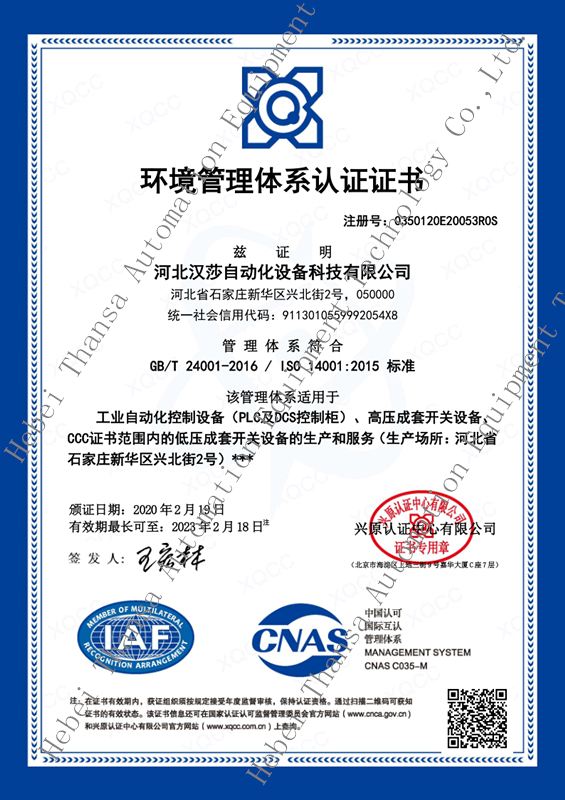 环境管理体系认证证书
注册号：0350120E20053R0S
兹 证 明
河北汉莎自动化设备科技有限公司
河北省石家庄新华区兴北街2号，050000
统一社会信用代码：9113010559992054X8
管 理 体 系 符 合
GB/T 24001-2016 / ISO 14001:2015 标准
该管理体系适用于
工业自动化控制设备（PLC及DCS控制柜）、高压成套开关设备，
CCC证书范围内的低压成套开关设备的生产和服务（生产场所：河北省
石家庄新华区兴北街2号）***
颁证日期：2020 年 2 月 19 日
有效期最长可至：2023 年 2 月 18 日注
签 发 人：
兴原认证中心有限公司
兴原认证中心有限公司
证书专用章
（北京市海淀区上地三街9号嘉华大厦C座7层）
MEMBER OF MULTILATERAL
IAF
RECOGNITION ARRANGEMENT
CNAS
中国认可
国际互认
管理体系
MANAGEMENT SYSTEM
CNAS C035-M
注：在证书有效期内，获证组织须按规定接受年度监督审核，保持认证资格。通过扫描二维码可获知
证书的有效状态。该证书信息还可在国家认证认可监督管理委员会官方网站（www.cnca.gov.cn）
和兴原认证中心有限公司官方网站（www.xqcc.com.cn）上查询。
Hebei Thansa Automation Equipment Technology Co.,Ltd.
XQCC